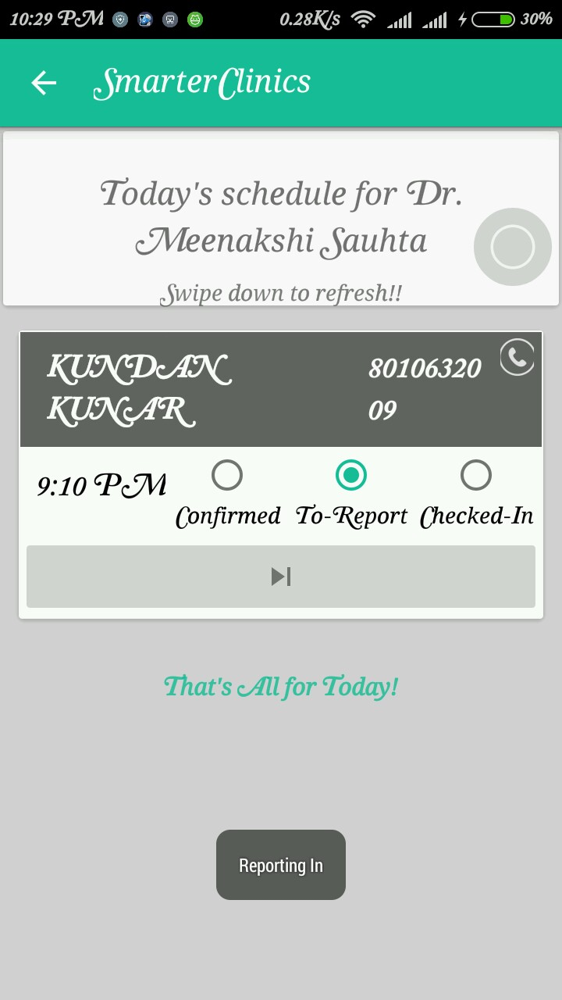 10:29 PM 0.28K/s 30%
SmarterClinics
Today's schedule for Dr.
Meenakshi Sauhta
Swipe down to refresh!!
KUNDAN 80106320
KUNAR 09
9:10 PM
Confirmed To-Report Checked-In
That's All for Today!
Reporting In